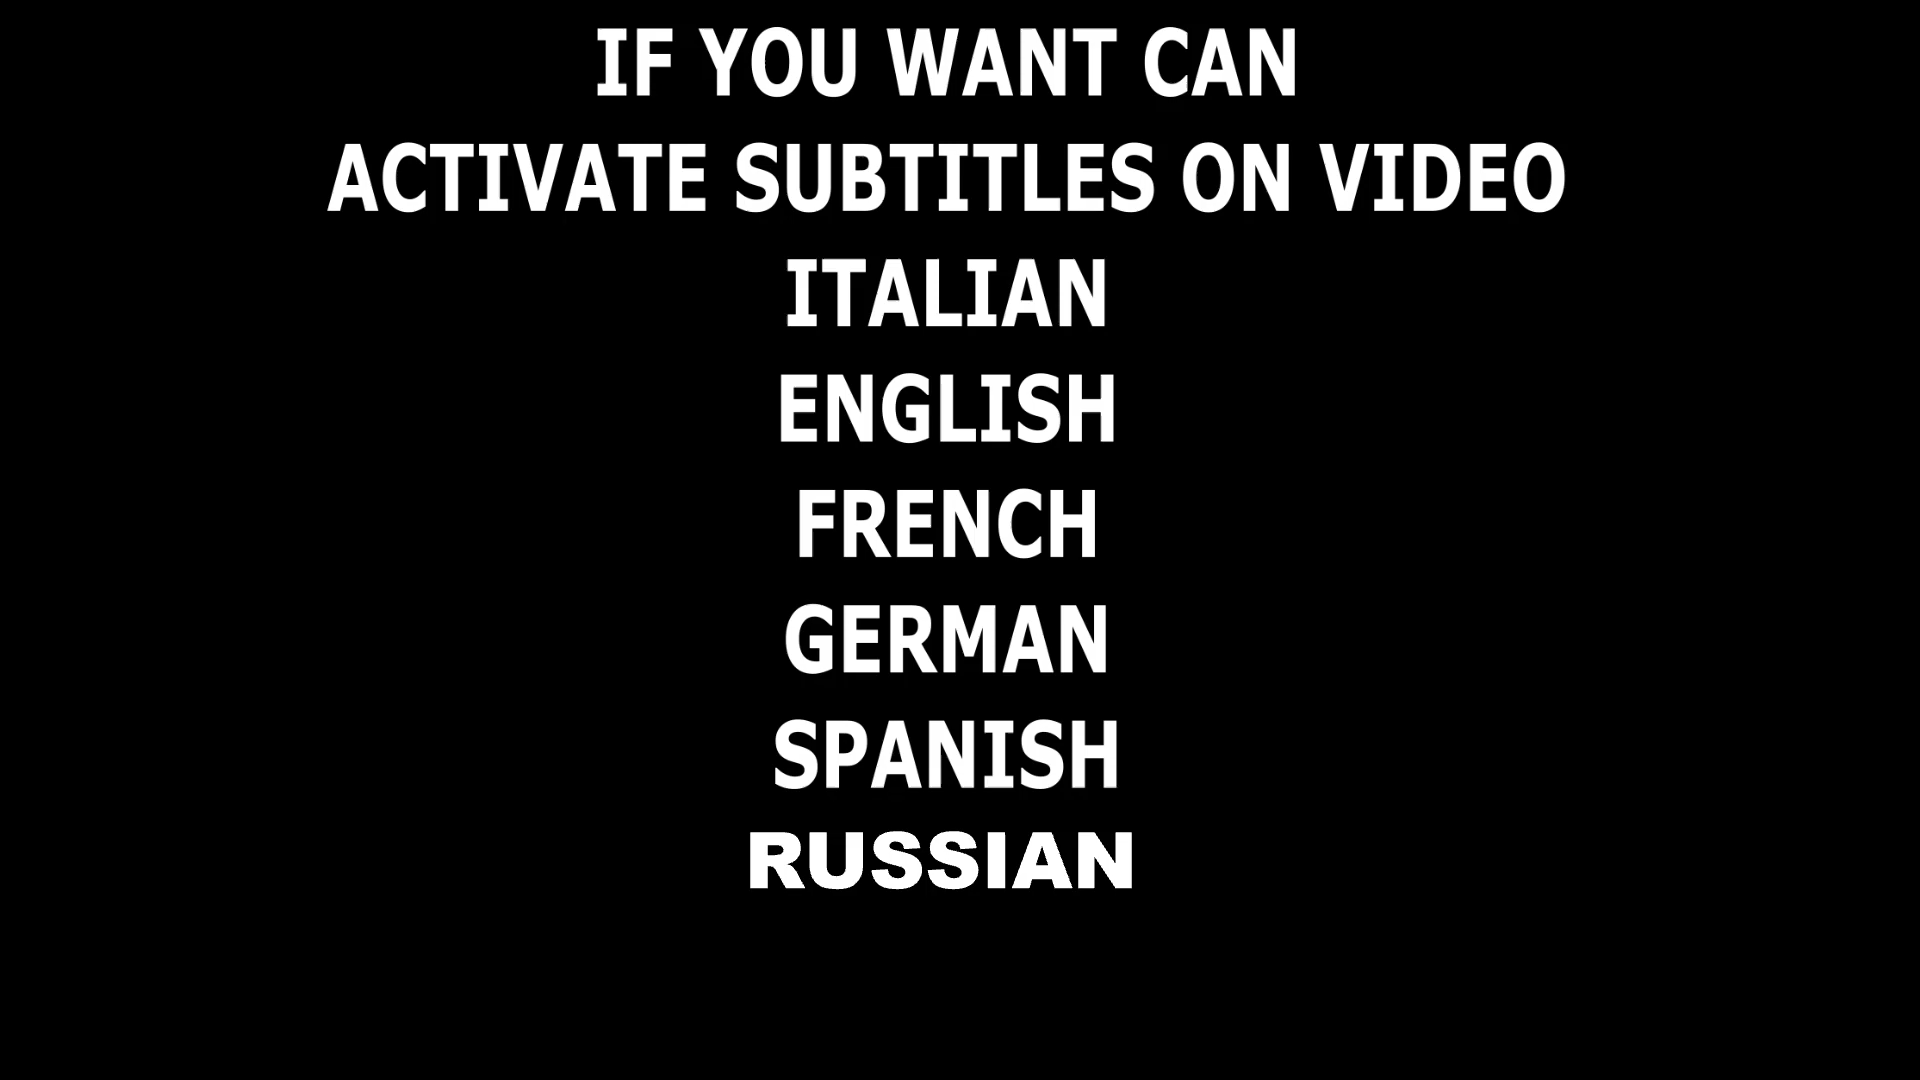 IF YOU WANT CAN
ACTIVATE SUBTITLES ON VIDEO
ITALIAN
ENGLISH
FRENCH
GERMAN
SPANISH
RUSSIAN